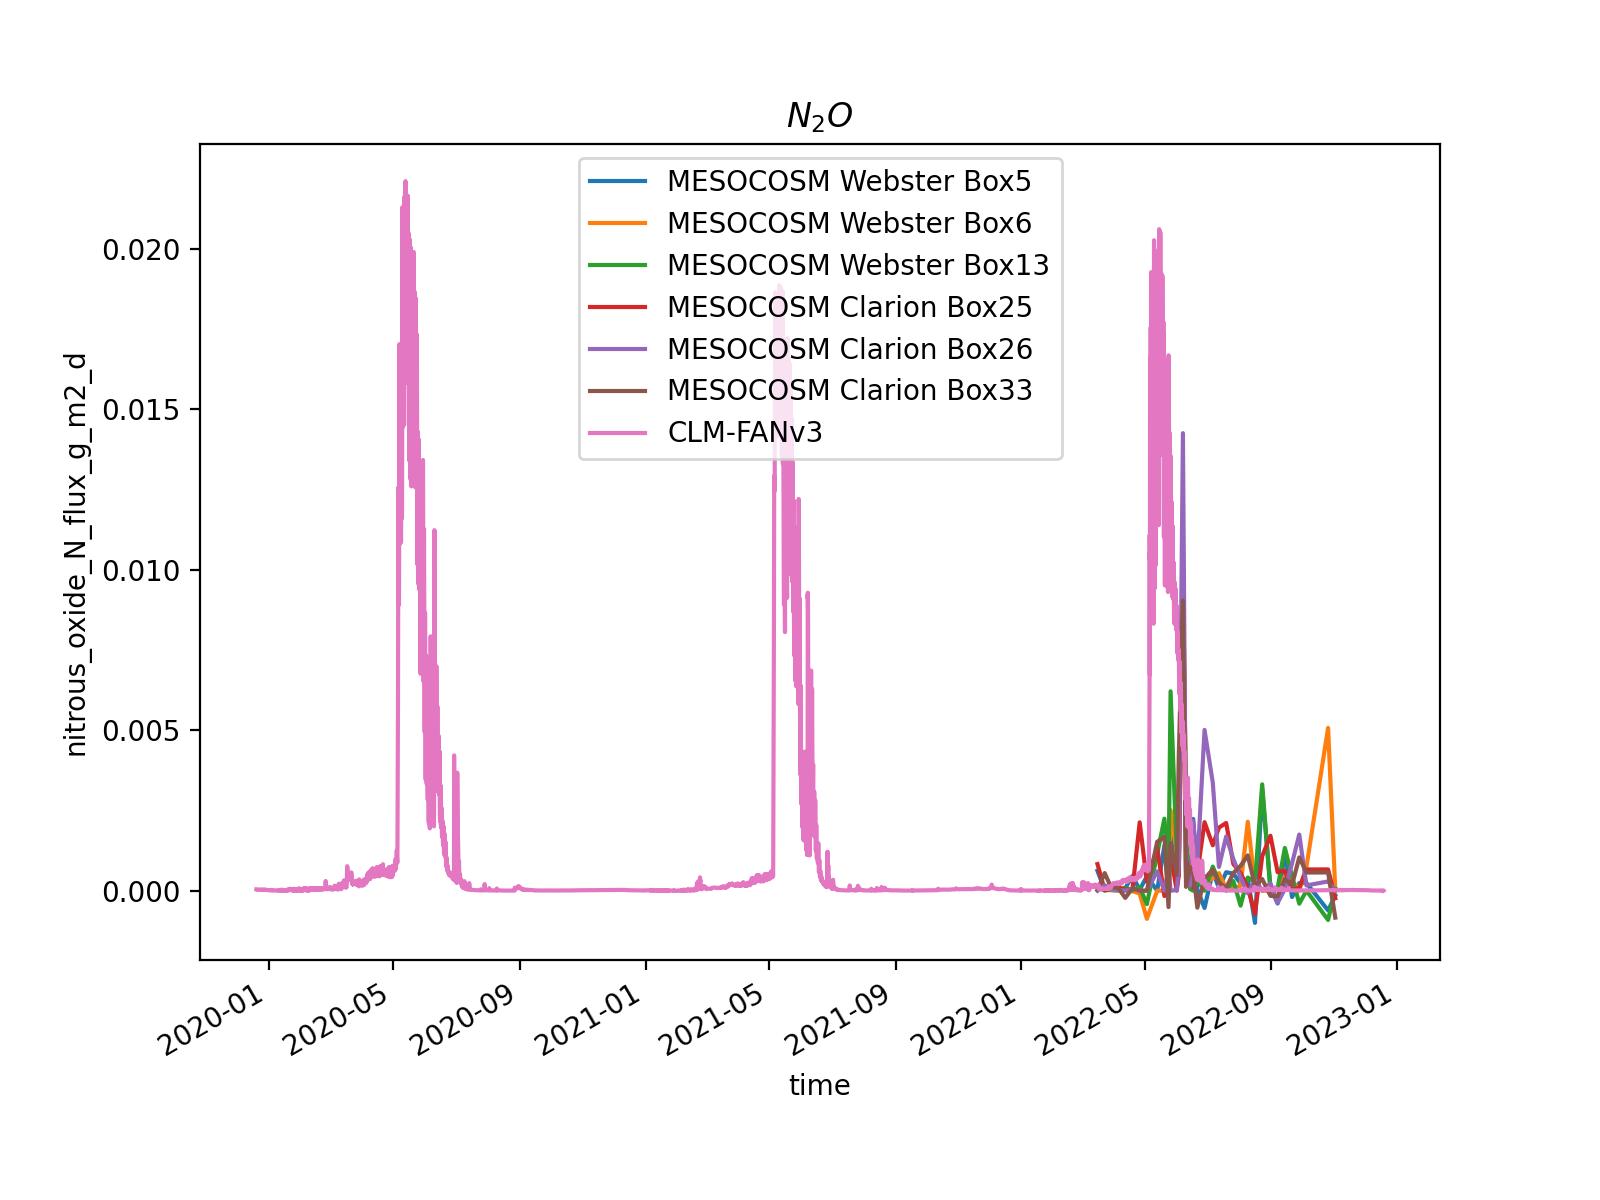 N₂O
MESOCOSM Webster Box5
MESOCOSM Webster Box6
MESOCOSM Webster Box13
MESOCOSM Clarion Box25
MESOCOSM Clarion Box26
MESOCOSM Clarion Box33
CLM-FANv3
nitrous_oxide_N_flux_g_m2_d
0.020
0.015
0.010
0.005
0.000
2020-01
2020-05
2020-09
2021-01
2021-05
2021-09
2022-01
2022-05
2022-09
2023-01
time